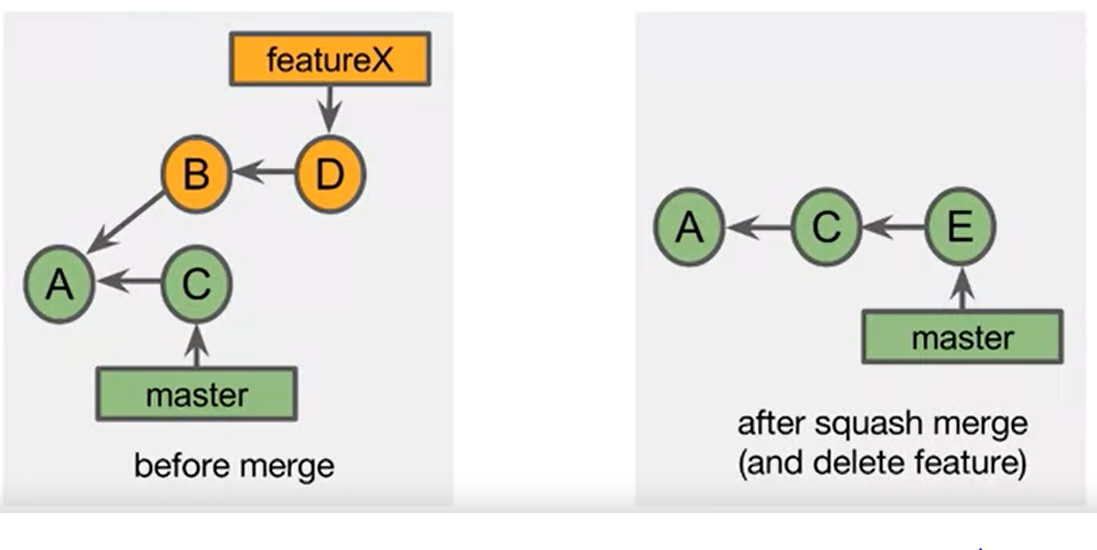 featureX
B
D
A
C
master
before merge
A
C
E
master
after squash merge
(and delete feature)